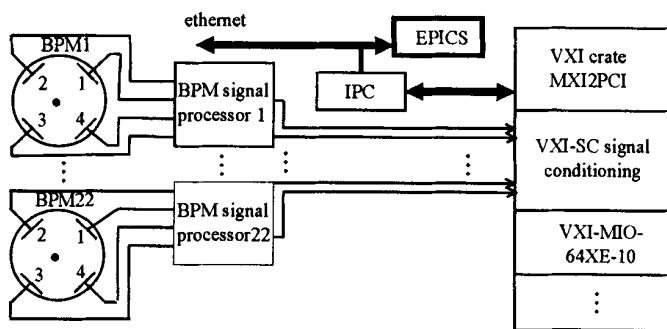 ethernet
EPICS
BPM1
2
1
3
4
BPM signal
processor 1
IPC
VXI crate
MXI2PCI
VXI-SC signal
conditioning
BPM22
2
1
3
4
BPM signal
processor22
VXI-MIO-
64XE-10